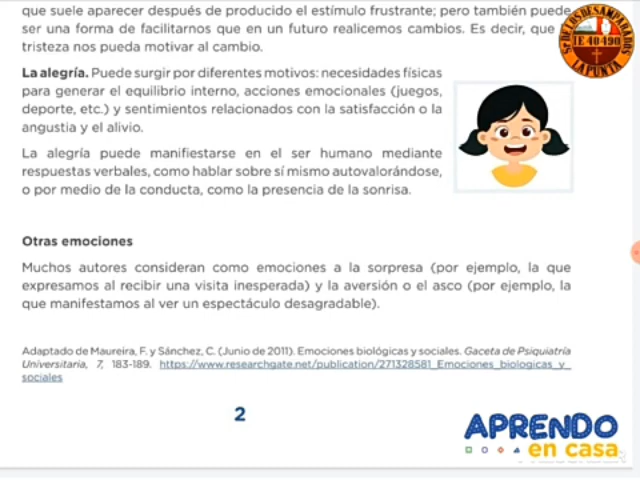 que suele aparecer después de producido el estímulo frustrante; pero también puede
ser una forma de facilitarnos que en un futuro realicemos cambios. Es decir, que
tristeza nos pueda motivar al cambio.
La alegría. Puede surgir por diferentes motivos: necesidades físicas
para generar el equilibrio interno, acciones emocionales (juegos,
deporte, etc.) y sentimientos relacionados con la satisfacción o la
angustia y el alivio.
La alegría puede manifiestarse en el ser humano mediante
respuestas verbales, como hablar sobre sí mismo autovalorándose,
o por medio de la conducta, como la presencia de la sonrisa.
Otras emociones
Muchos autores consideran como emociones a la sorpresa (por ejemplo, la que
expresamos al recibir una visita inesperada) y la aversión o el asco (por ejemplo, la
que manifestamos al ver un espectáculo desagradable).
Adaptado de Maureira, F. y Sánchez, C. (Junio de 2011). Emociones biológicas y sociales. Gaceta de Psiquiatría
Universitaria, 7, 183-189. https://www.researchgate.net/publication/271328581_Emociones_biologicas_y_
sociales
2
APRENDO
en casa
Sr DE LOS DESAMPARADOS
IE 40490
LA PUNTA